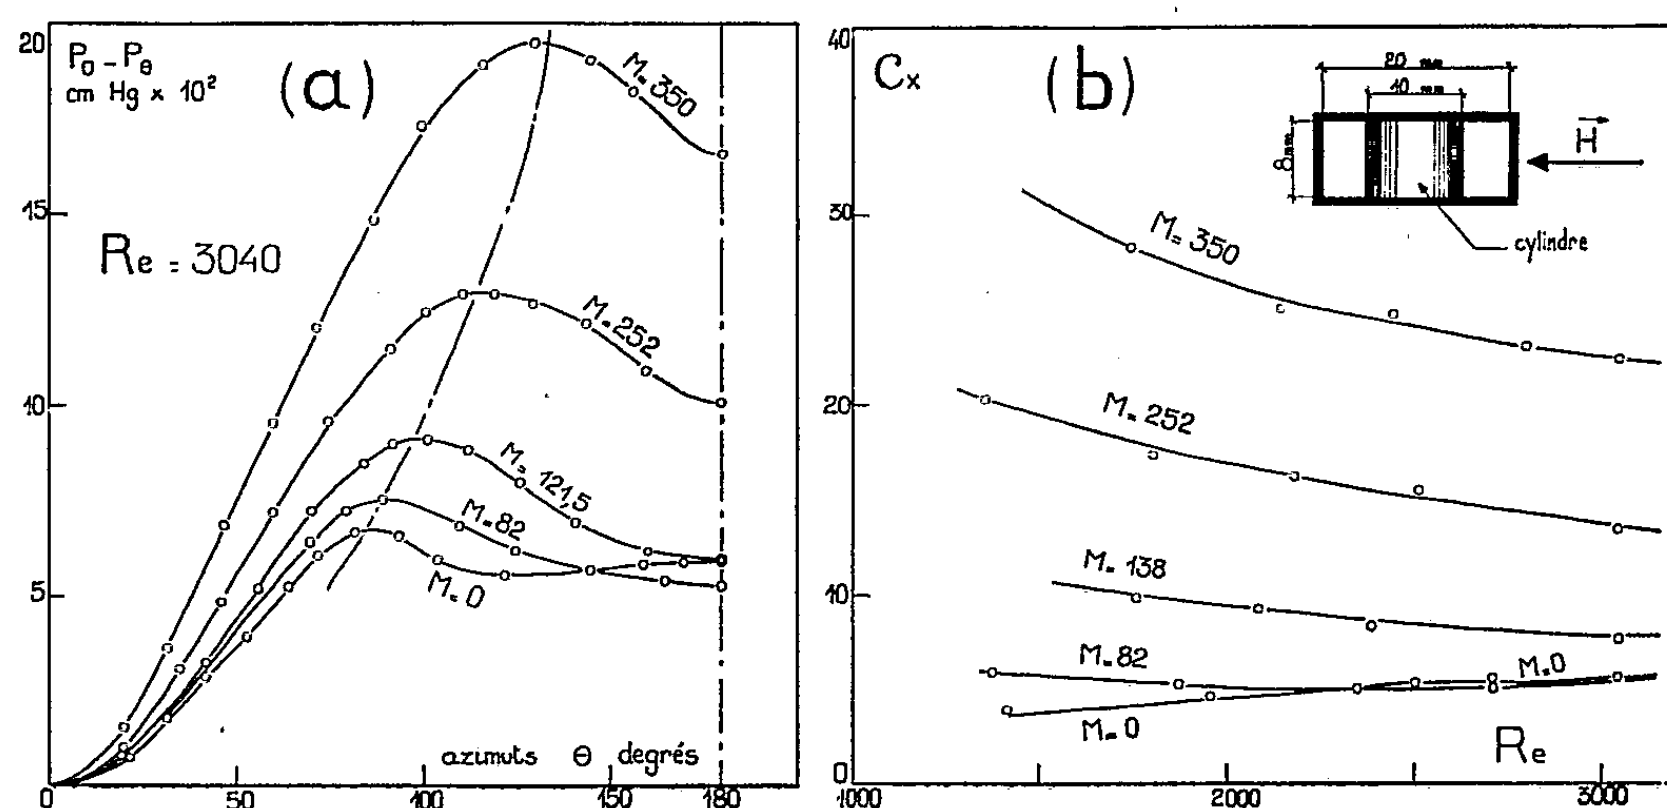 20
P₀ - Pθ
cm Hg x 10²
(a)
M=350
15
Re = 3040
M=252
10
M=121,5
M=82
M=0
5
azimuts θ degrés
0 50 100 150 180
40
Cx
(b)
20 mm
10 mm
8 mm
H
cylindre
30
M=350
20
M=252
M=138
10
M=82
M=0
M=0
Re
0
1000 2000 3000